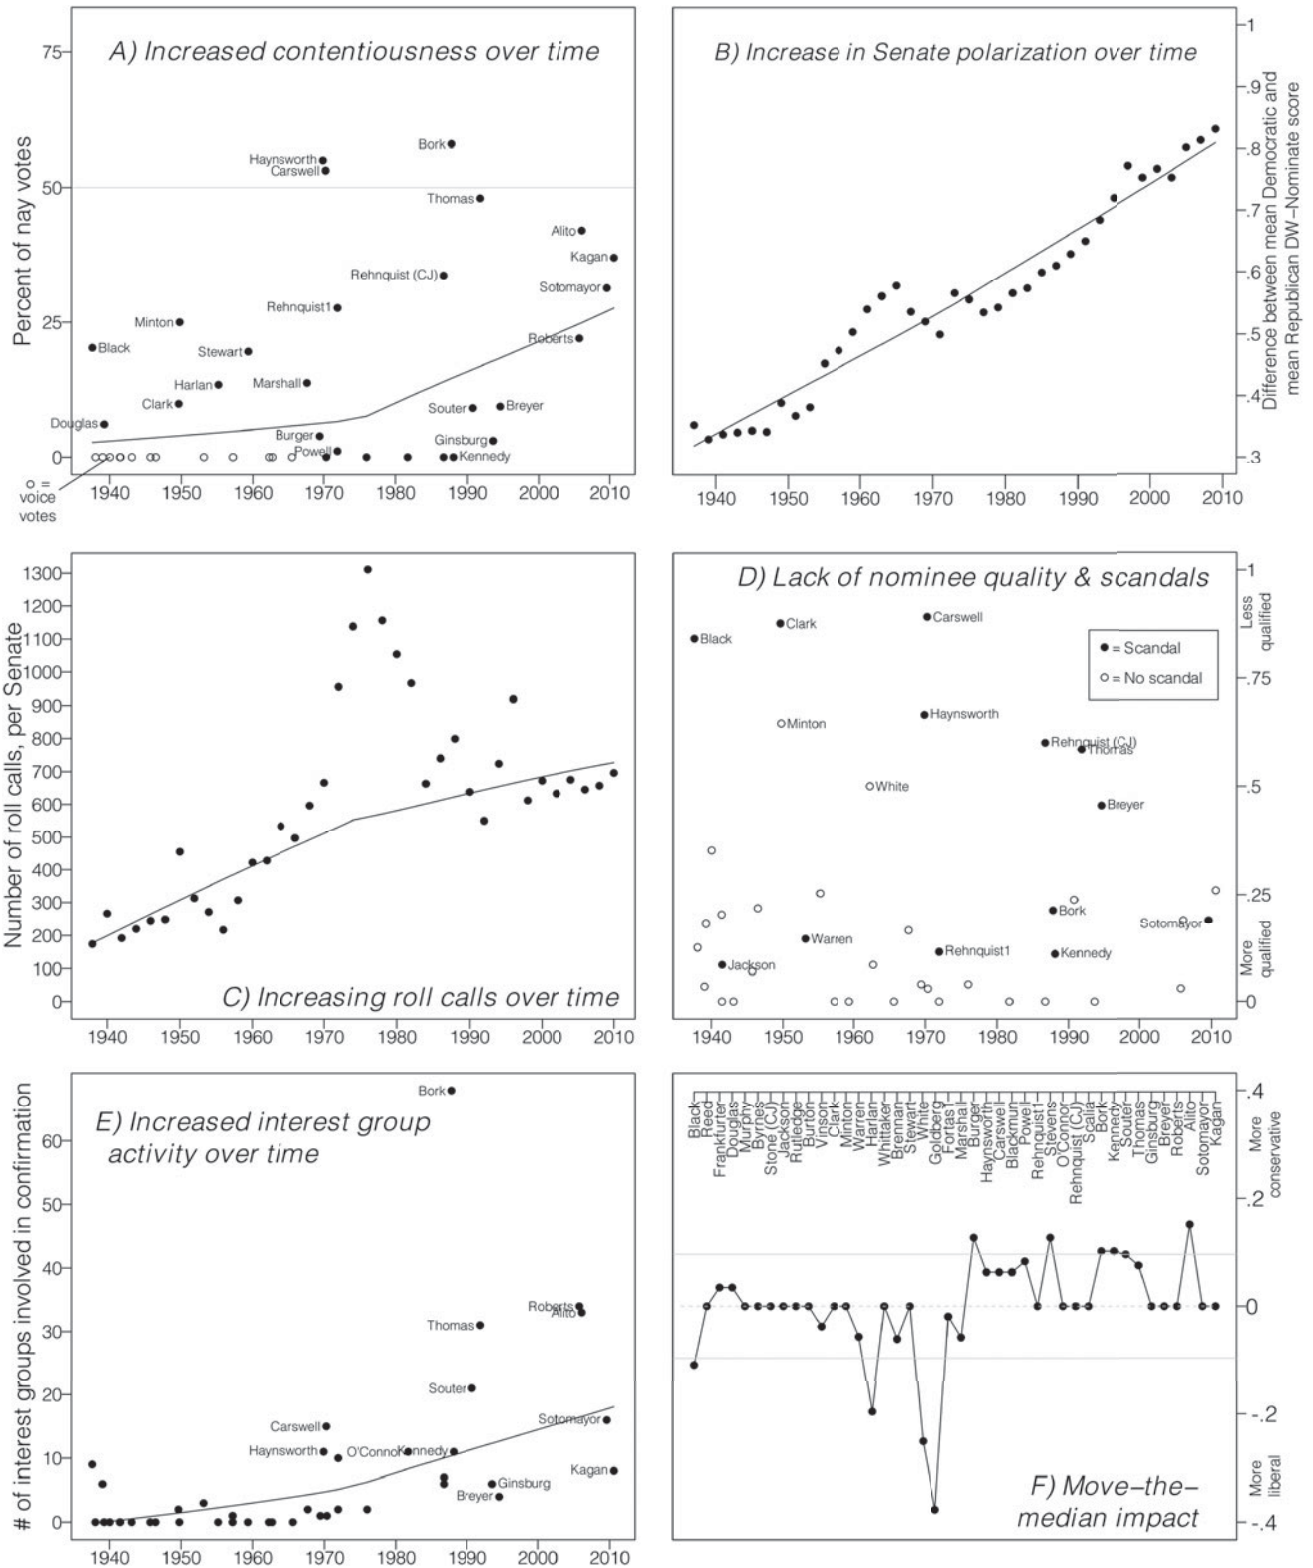 A) Increased contentiousness over time
Percent of nay votes
75
50
25
0
Bork
Haynsworth
Carswell
Thomas
Alito
Kagan
Rehnquist (CJ)
Sotomayor
Rehnquist1
Minton
Black
Stewart
Roberts
Harlan
Marshall
Clark
Souter
Breyer
Douglas
Burger
Ginsburg
Powell
Kennedy
o =
voice
votes
1940 1950 1960 1970 1980 1990 2000 2010
B) Increase in Senate polarization over time
1
.9
.8
.7
.6
.5
.4
.3
Difference between mean Democratic and
mean Republican DW-Nominate score
1940 1950 1960 1970 1980 1990 2000 2010
Number of roll calls, per Senate
1300
1200
1100
1000
900
800
700
600
500
400
300
200
100
0
C) Increasing roll calls over time
1940 1950 1960 1970 1980 1990 2000 2010
D) Lack of nominee quality & scandals
1
.75
.5
.25
0
Less
qualified
More
qualified
= Scandal
= No scandal
Black
Clark
Carswell
Minton
Haynsworth
Rehnquist (CJ)
Thomas
White
Breyer
Bork
Sotomayor
Warren
Rehnquist1
Kennedy
Jackson
1940 1950 1960 1970 1980 1990 2000 2010
E) Increased interest group
activity over time
# of interest groups involved in confirmation
60
50
40
30
20
10
0
Bork
Roberts
Alito
Thomas
Souter
Carswell
Sotomayor
Haynsworth
O'Connor
Kennedy
Kagan
Ginsburg
Breyer
1940 1950 1960 1970 1980 1990 2000 2010
Black
Reed
Frankfurter
Douglas
Murphy
Byrnes
Stone (CJ)
Jackson
Rutledge
Burton
Vinson
Clark
Minton
Warren
Harlan
Whittaker
Brennan
Stewart
White
Goldberg
Fortas1
Marshall
Burger
Haynsworth
Carswell
Blackmun
Powell
Rehnquist1
Stevens
O'Connor
Rehnquist (CJ)
Scalia
Bork
Kennedy
Souter
Thomas
Ginsburg
Breyer
Roberts
Alito
Sotomayor
Kagan
.4
.2
0
-.2
-.4
More
conservative
More
liberal
F) Move-the-
median impact